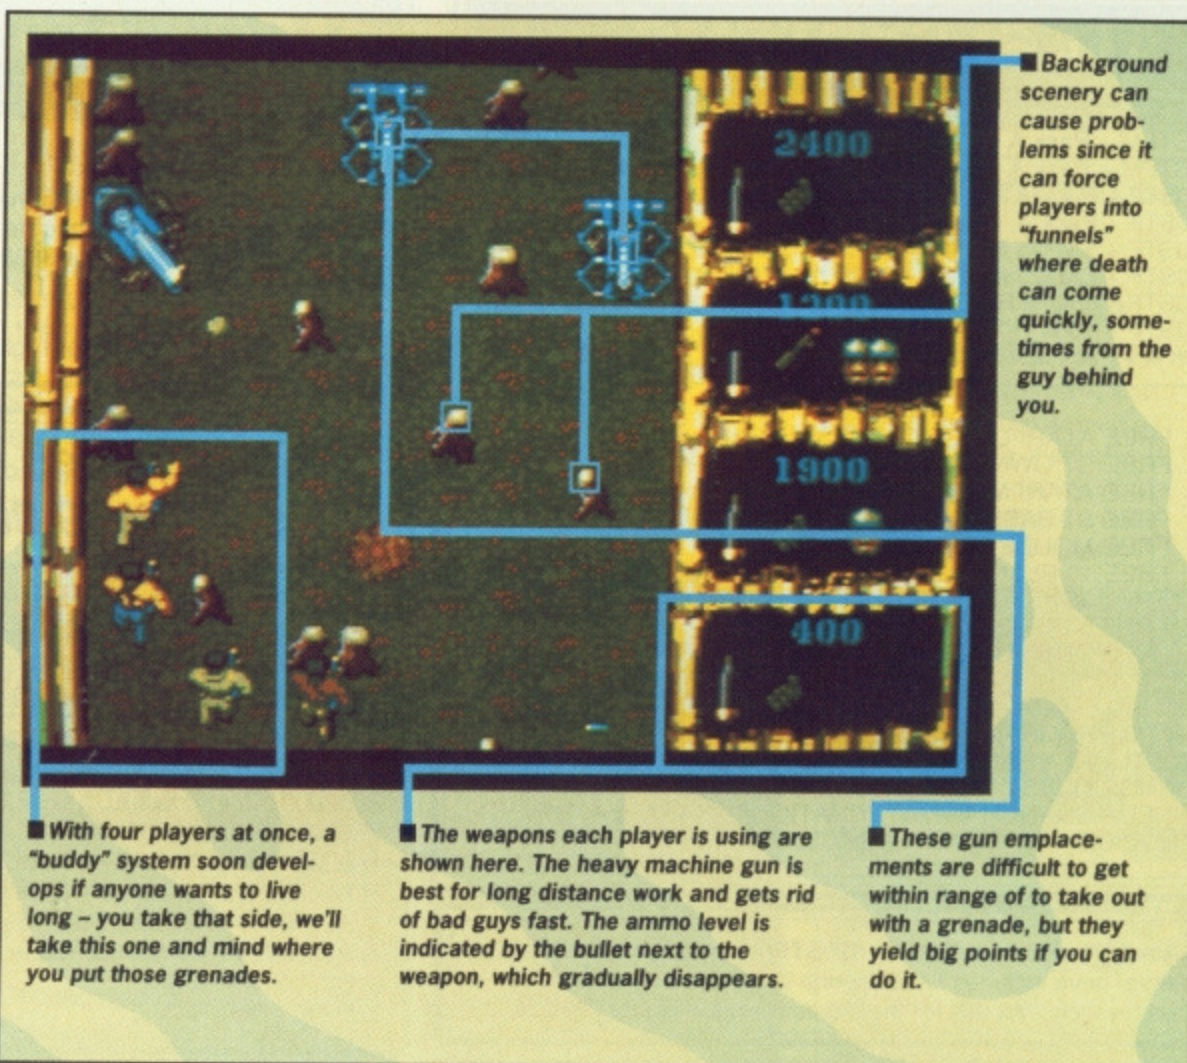 2400
1200
1900
400
■ Background
scenery can
cause prob-
lems since it
can force
players into
"funnels"
where death
can come
quickly, some-
times from the
guy behind
you.
■ With four players at once, a
"buddy" system soon devel-
ops if anyone wants to live
long – you take that side, we'll
take this one and mind where
you put those grenades.
■ The weapons each player is using are
shown here. The heavy machine gun is
best for long distance work and gets rid
of bad guys fast. The ammo level is
indicated by the bullet next to the
weapon, which gradually disappears.
■ These gun emplace-
ments are difficult to get
within range of to take out
with a grenade, but they
yield big points if you can
do it.